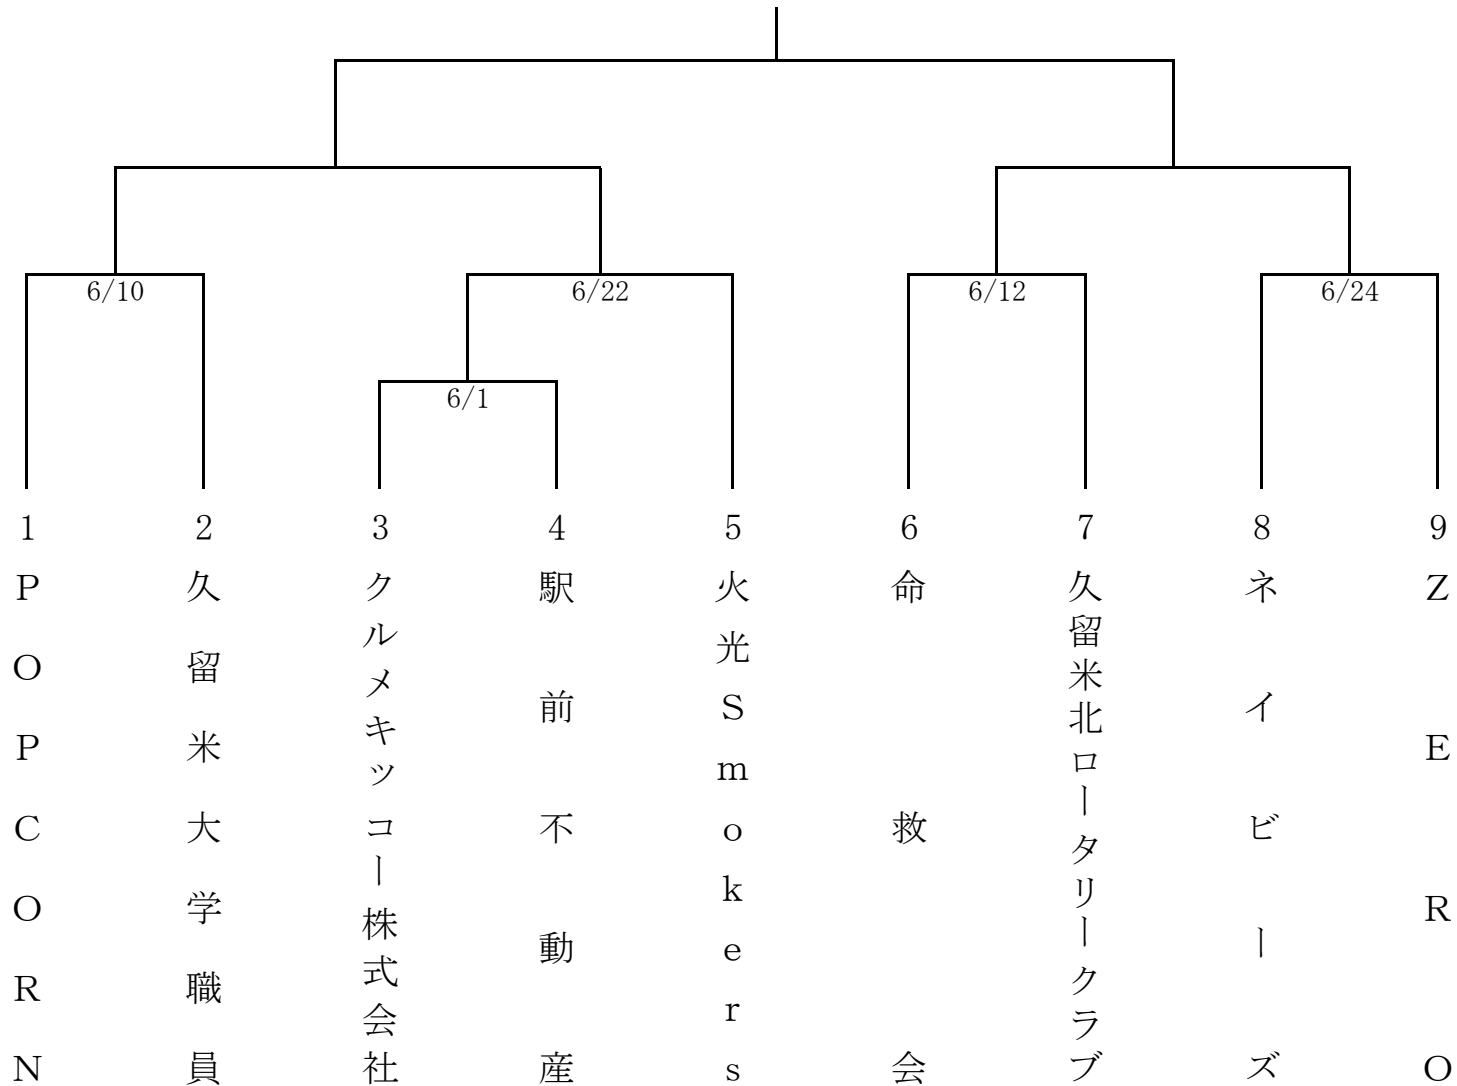 6/10
6/22
6/12
6/24
6/1
1
2
3
4
5
6
7
8
9
POPCORN
久留米大学職員
クルメキッコー株式会社
駅前不動産
火光Smokers
命救会
久留米北ロータリークラブ
ネイビーズ
ZERO